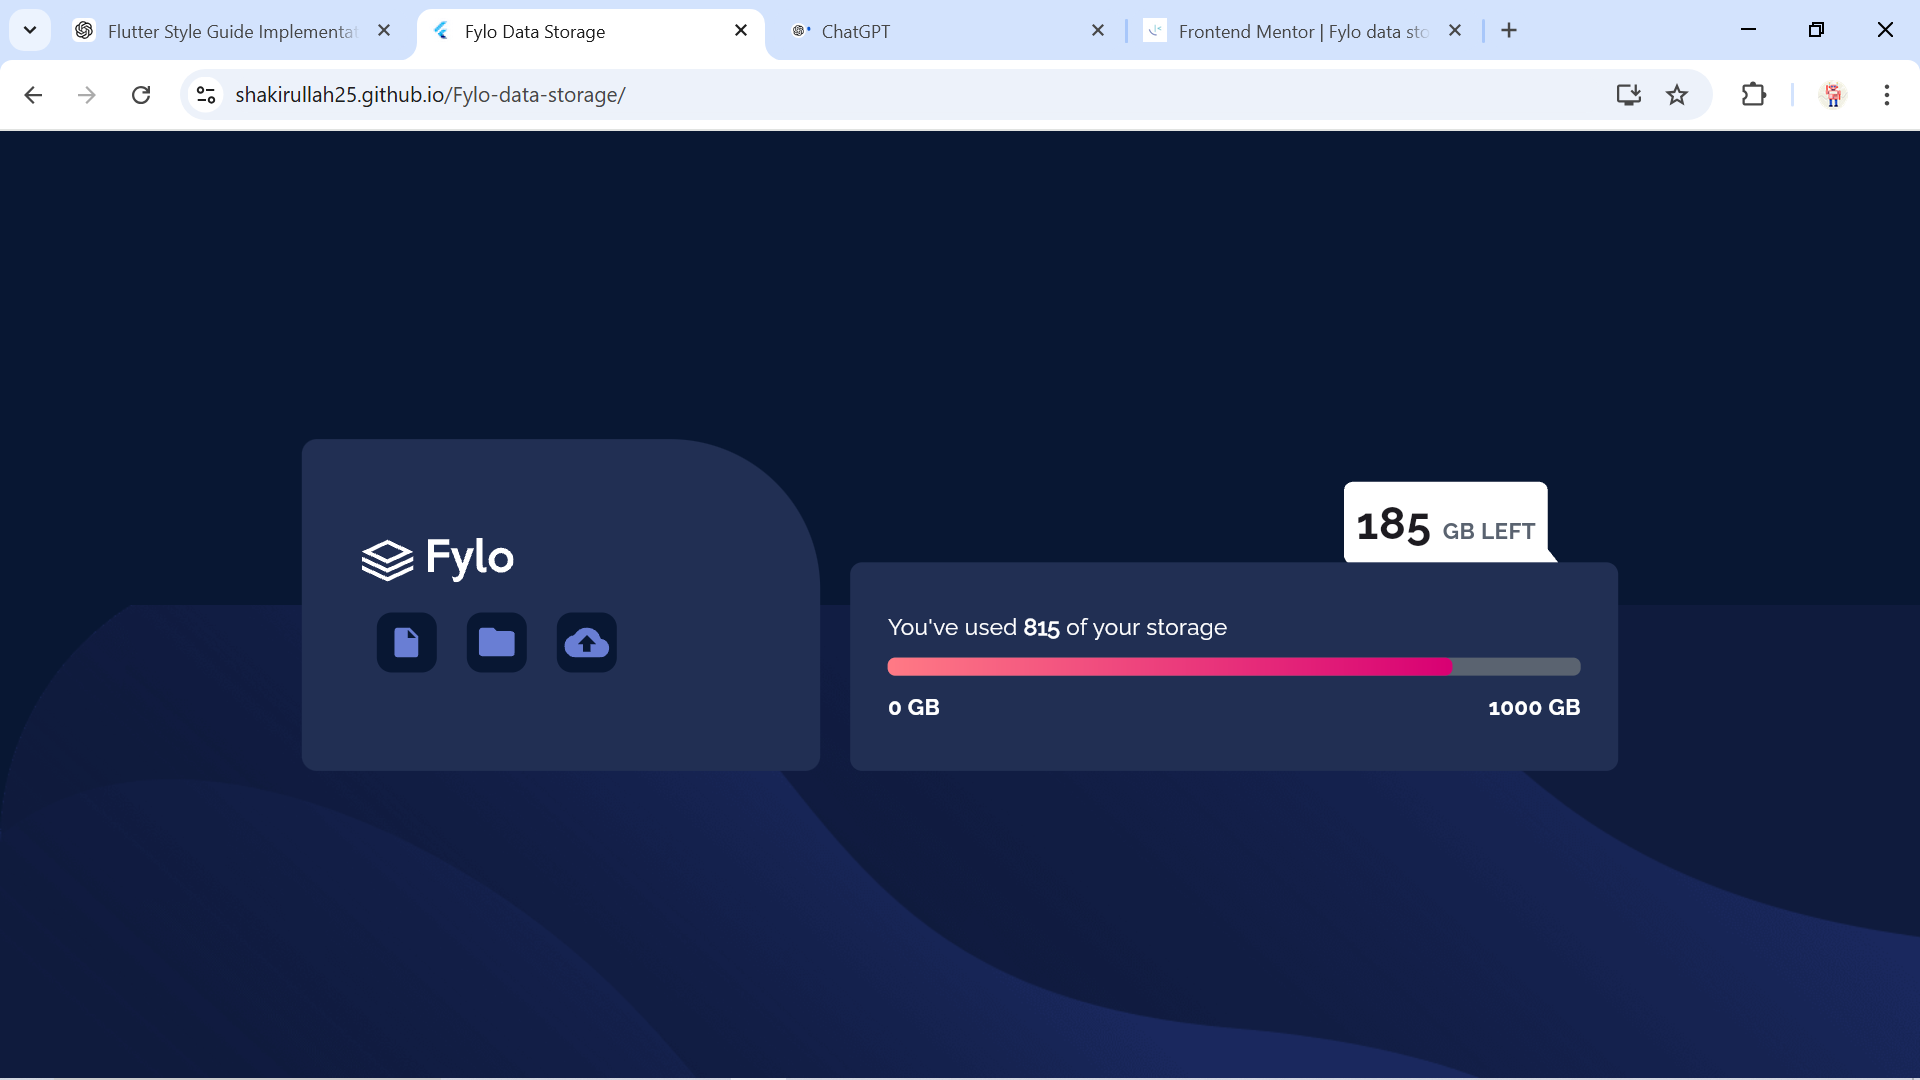 Flutter Style Guide Implementat
Fylo Data Storage
ChatGPT
Frontend Mentor | Fylo data sto
shakirullah25.github.io/Fylo-data-storage/
Fylo
185 GB LEFT
You've used 815 of your storage
0 GB
1000 GB